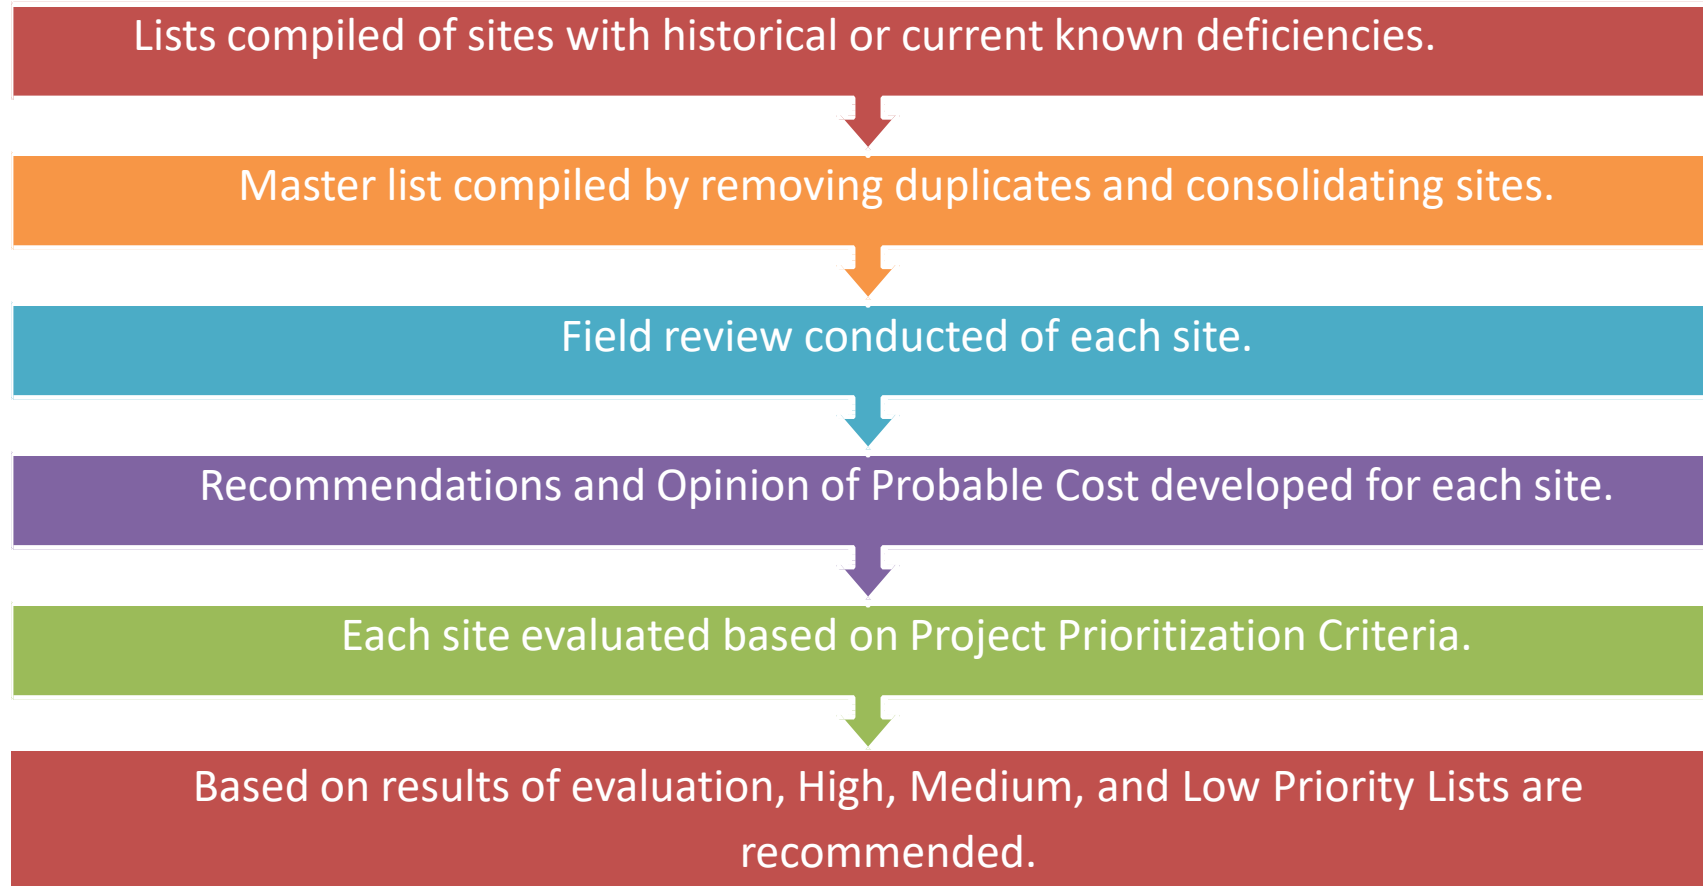 Lists compiled of sites with historical or current known deficiencies.
Master list compiled by removing duplicates and consolidating sites.
Field review conducted of each site.
Recommendations and Opinion of Probable Cost developed for each site.
Each site evaluated based on Project Prioritization Criteria.
Based on results of evaluation, High, Medium, and Low Priority Lists are
recommended.